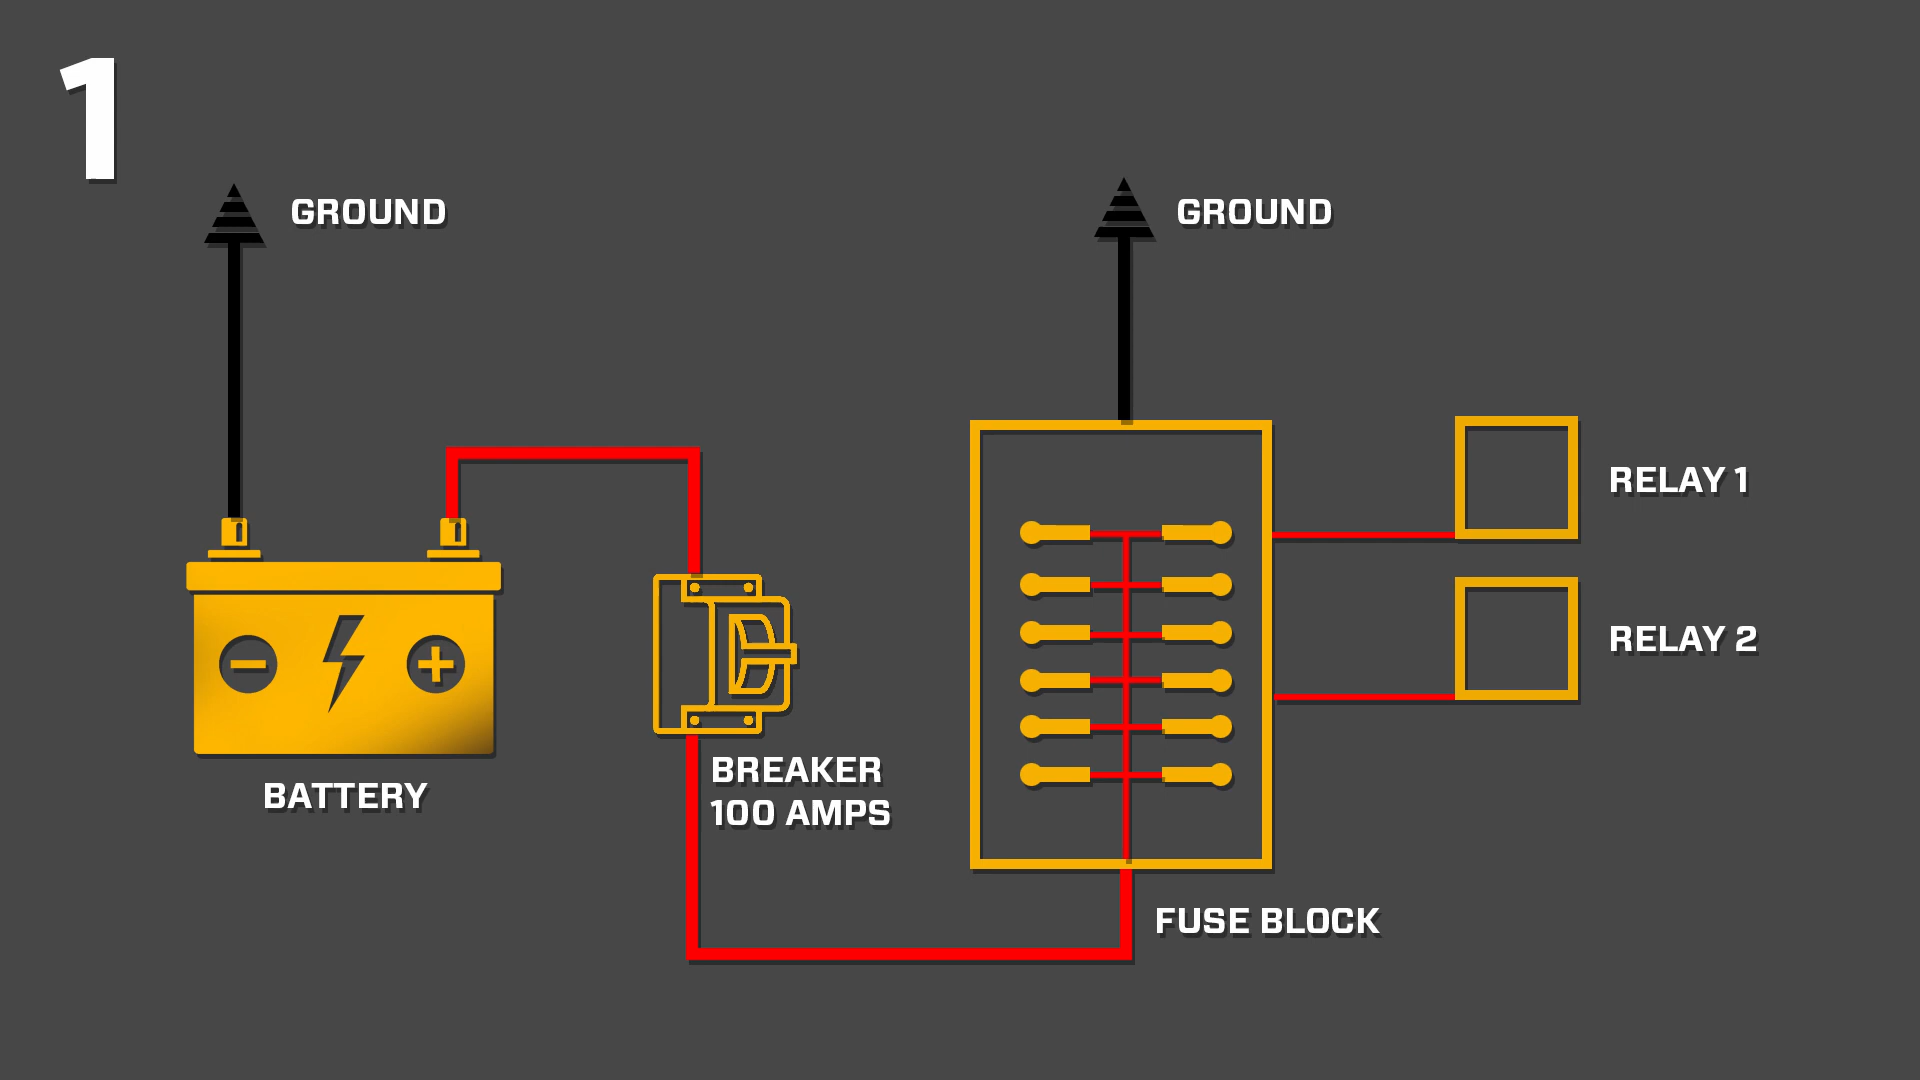 1
GROUND
GROUND
RELAY 1
RELAY 2
BREAKER
100 AMPS
BATTERY
FUSE BLOCK